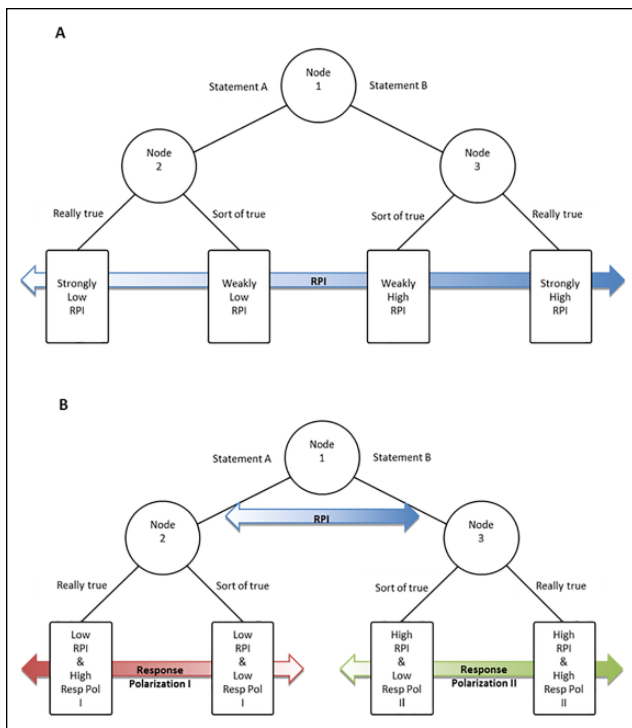 A
Node
1
Statement A
Statement B
Node
2
Node
3
Really true
Sort of true
Sort of true
Really true
Strongly
Low
RPI
Weakly
Low
RPI
RPI
Weakly
High
RPI
Strongly
High
RPI
B
Node
1
Statement A
Statement B
RPI
Node
2
Node
3
Really true
Sort of true
Sort of true
Really true
Low
RPI
&
High
Resp Pol
I
Response
Polarization I
Low
RPI
&
Low
Resp Pol
I
High
RPI
&
Low
Resp Pol
II
Response
Polarization II
High
RPI
&
High
Resp Pol
II